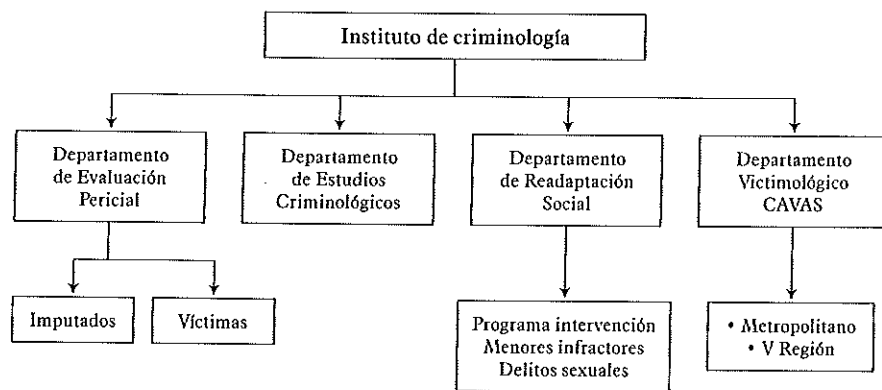 Instituto de criminología
Departamento
de Evaluación
Pericial
Departamento
de Estudios
Criminológicos
Departamento
de Readaptación
Social
Departamento
Victimológico
CAVAS
Imputados
Víctimas
Programa intervención
Menores infractores
Delitos sexuales
• Metropolitano
• V Región